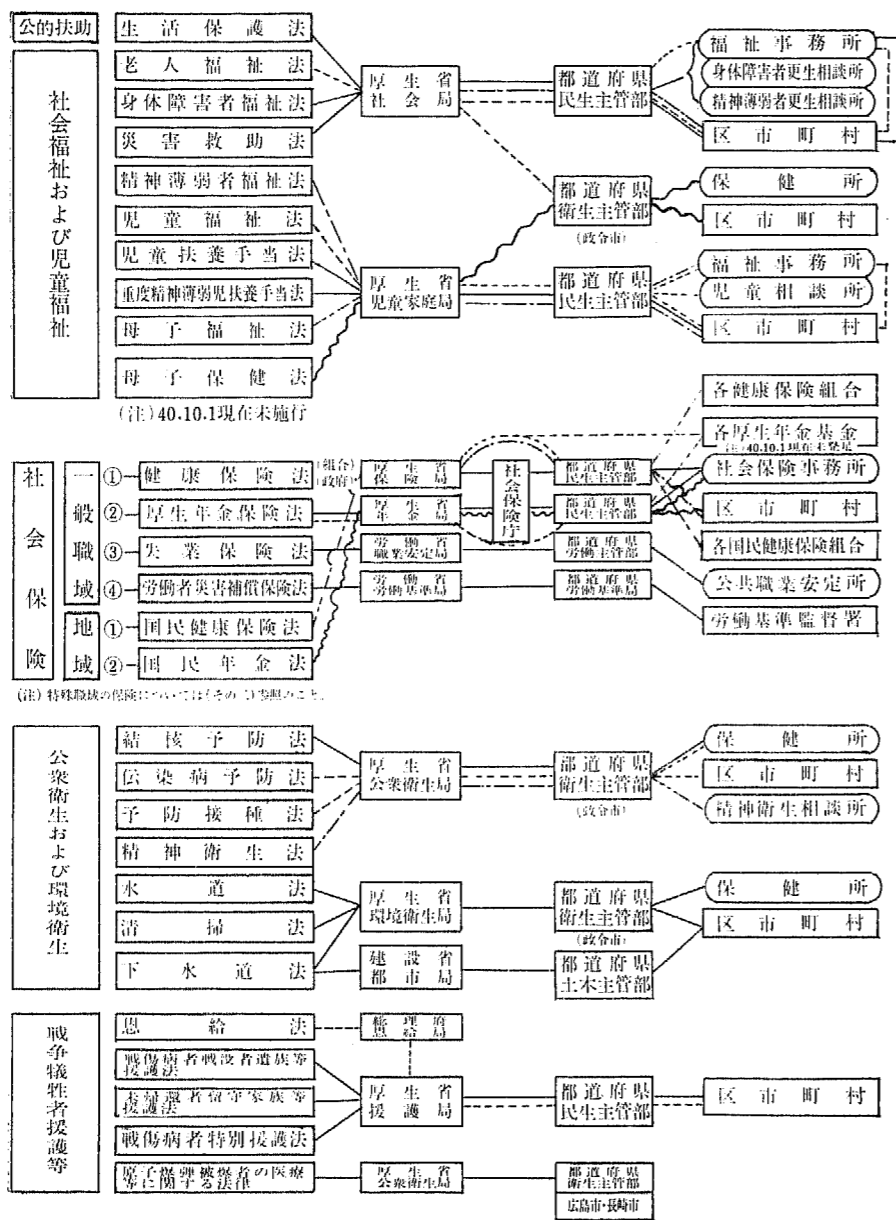 公的扶助
生活保護法
社会福祉および児童福祉
老人福祉法
身体障害者福祉法
災害救助法
精神薄弱者福祉法
児童福祉法
児童扶養手当法
重度精神薄弱児扶養手当法
母子福祉法
母子保健法
(注)40.10.1現在未施行
厚生省
社会局
厚生省
児童家庭局
都道府県
民生主管部
都道府県
衛生主管部
(政令市)
都道府県
民生主管部
福祉事務所
身体障害者更生相談所
精神薄弱者更生相談所
区市町村
保健所
区市町村
福祉事務所
児童相談所
区市町村
社会保険
一般職域
①健康保険法
(組合)
(政府)
②厚生年金保険法
③失業保険法
④労働者災害補償保険法
地域
①国民健康保険法
②国民年金法
厚生省
保険局
厚生省
年金局
労働省
職業安定局
労働省
労働基準局
社会保険庁
都道府県
民生主管部
都道府県
民生主管部
都道府県
労働主管部
都道府県
労働基準局
各健康保険組合
各厚生年金基金
(注)40.10.1現在未発足
社会保険事務所
区市町村
各国民健康保険組合
公共職業安定所
労働基準監督署
(注)特殊職域の保険については(その)参照のこと。
公衆衛生および環境衛生
結核予防法
伝染病予防法
予防接種法
精神衛生法
水道法
清掃法
下水道法
厚生省
公衆衛生局
厚生省
環境衛生局
建設省
都市局
都道府県
衛生主管部
(政令市)
都道府県
衛生主管部
(政令市)
都道府県
土木主管部
保健所
区市町村
精神衛生相談所
保健所
区市町村
戦争犠牲者援護等
恩給法
戦傷病者戦没者遺族等
援護法
未帰還者留守家族等
援護法
戦傷病者特別援護法
原子爆弾被爆者の医療
等に関する法律
総理府
恩給局
厚生省
援護局
厚生省
公衆衛生局
都道府県
民生主管部
都道府県
衛生主管部
広島市・長崎市
区市町村